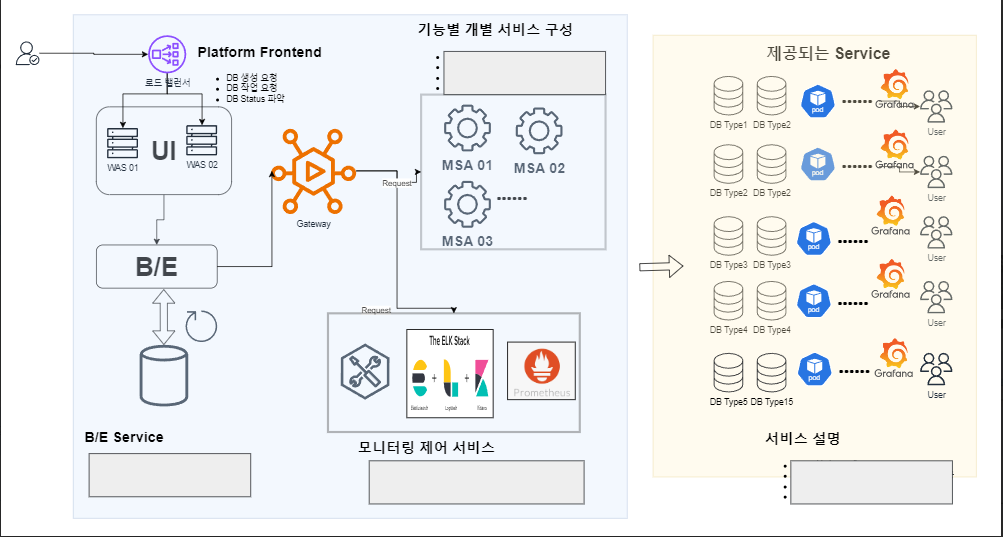 기능별 개별 서비스 구성
Platform Frontend
로드 밸런서
DB 생성 요청
DB 작업 요청
DB Status 파악
UI
WAS 01
WAS 02
B/E
B/E Service
Gateway
Request
MSA 01
MSA 02
MSA 03
Request
The ELK Stack
Elasticsearch
Logstash
Kibana
Prometheus
모니터링 제어 서비스
제공되는 Service
DB Type1
DB Type2
pod
Grafana
User
DB Type2
DB Type2
pod
Grafana
User
DB Type3
DB Type3
pod
Grafana
User
DB Type4
DB Type4
pod
Grafana
User
DB Type5
DB Type15
pod
Grafana
User
서비스 설명